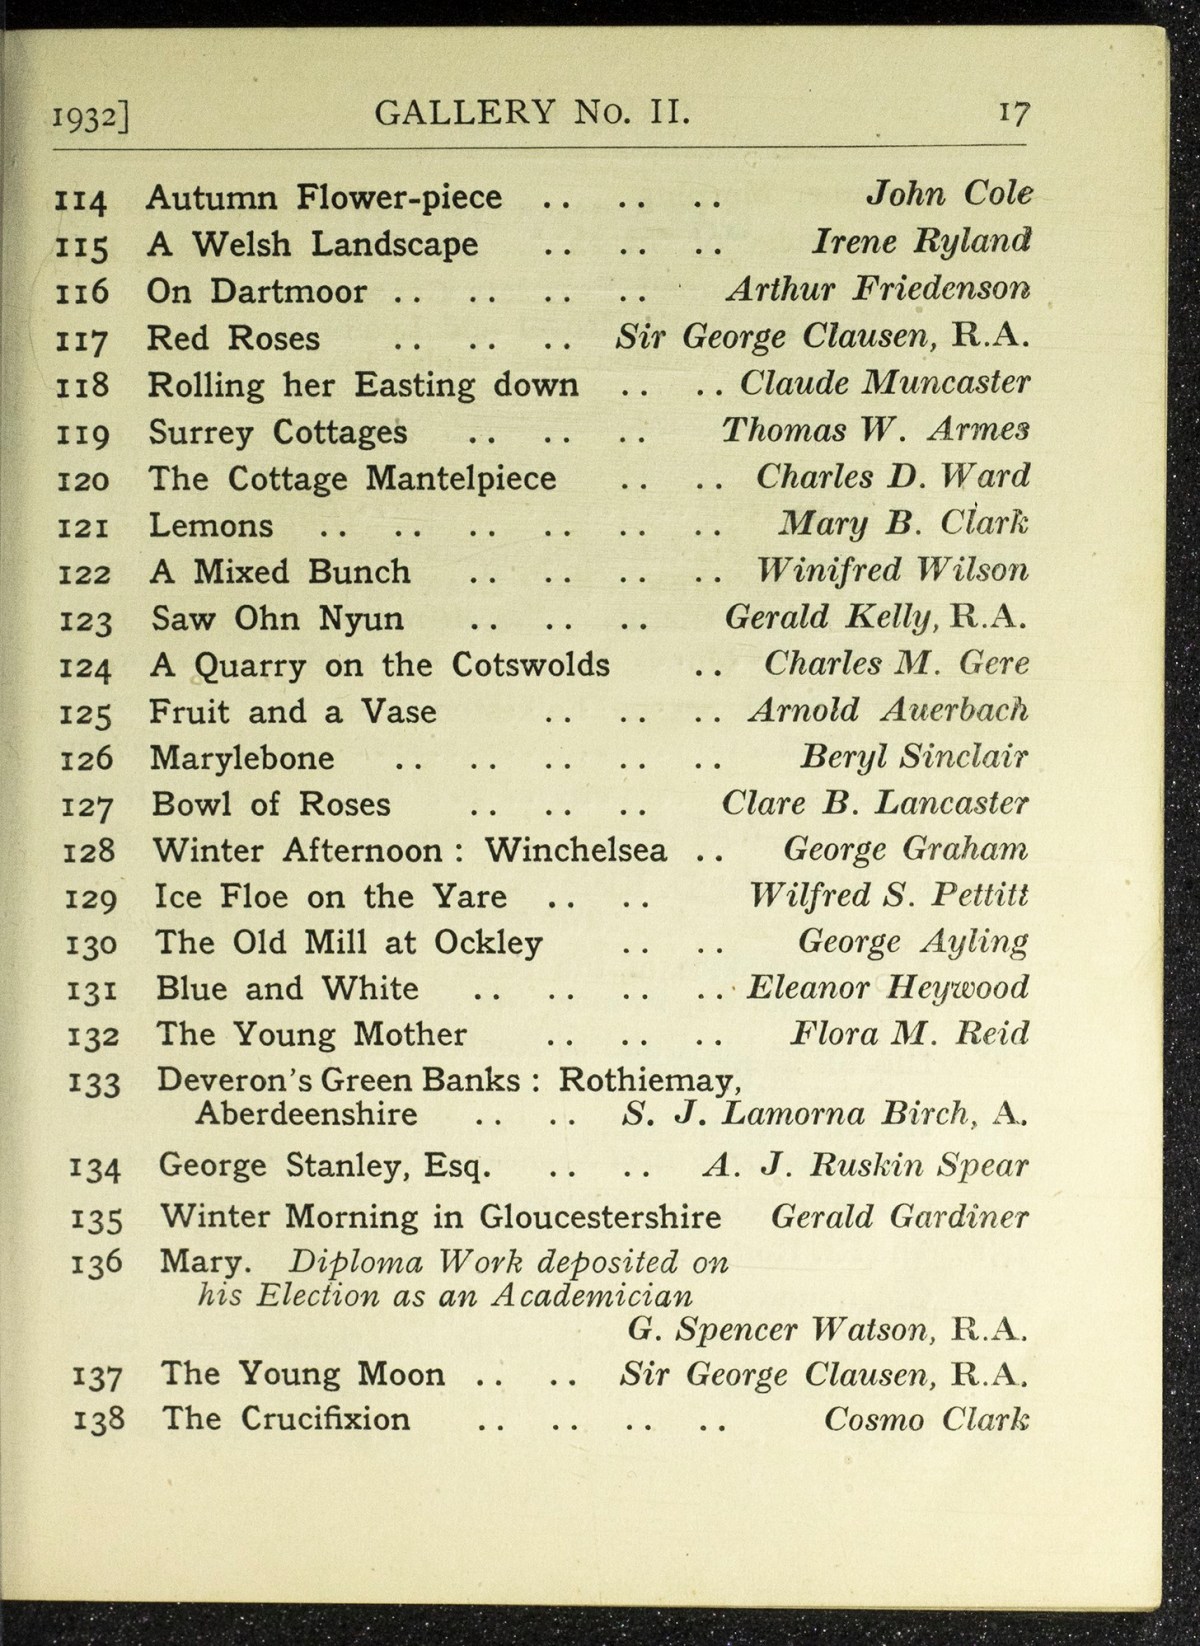 1932] GALLERY No. II. 17
114 Autumn Flower-piece .. .. .. John Cole
115 A Welsh Landscape .. .. .. Irene Ryland
116 On Dartmoor .. .. .. .. Arthur Friedenson
117 Red Roses .. .. .. Sir George Clausen, R.A.
118 Rolling her Easting down .. .. Claude Muncaster
119 Surrey Cottages .. .. .. Thomas W. Armes
120 The Cottage Mantelpiece .. .. Charles D. Ward
121 Lemons .. .. .. .. .. .. Mary B. Clark
122 A Mixed Bunch .. .. .. .. Winifred Wilson
123 Saw Ohn Nyun .. .. .. Gerald Kelly, R.A.
124 A Quarry on the Cotswolds .. Charles M. Gere
125 Fruit and a Vase .. .. .. Arnold Auerbach
126 Marylebone .. .. .. .. .. Beryl Sinclair
127 Bowl of Roses .. .. .. Clare B. Lancaster
128 Winter Afternoon : Winchelsea .. George Graham
129 Ice Floe on the Yare .. .. Wilfred S. Pettitt
130 The Old Mill at Ockley .. .. George Ayling
131 Blue and White .. .. .. .. Eleanor Heywood
132 The Young Mother .. .. .. Flora M. Reid
133 Deveron's Green Banks : Rothiemay,
Aberdeenshire .. .. S. J. Lamorna Birch, A.
134 George Stanley, Esq. .. .. A. J. Ruskin Spear
135 Winter Morning in Gloucestershire Gerald Gardiner
136 Mary. Diploma Work deposited on
his Election as an Academician
G. Spencer Watson, R.A.
137 The Young Moon .. .. Sir George Clausen, R.A.
138 The Crucifixion .. .. .. .. Cosmo Clark